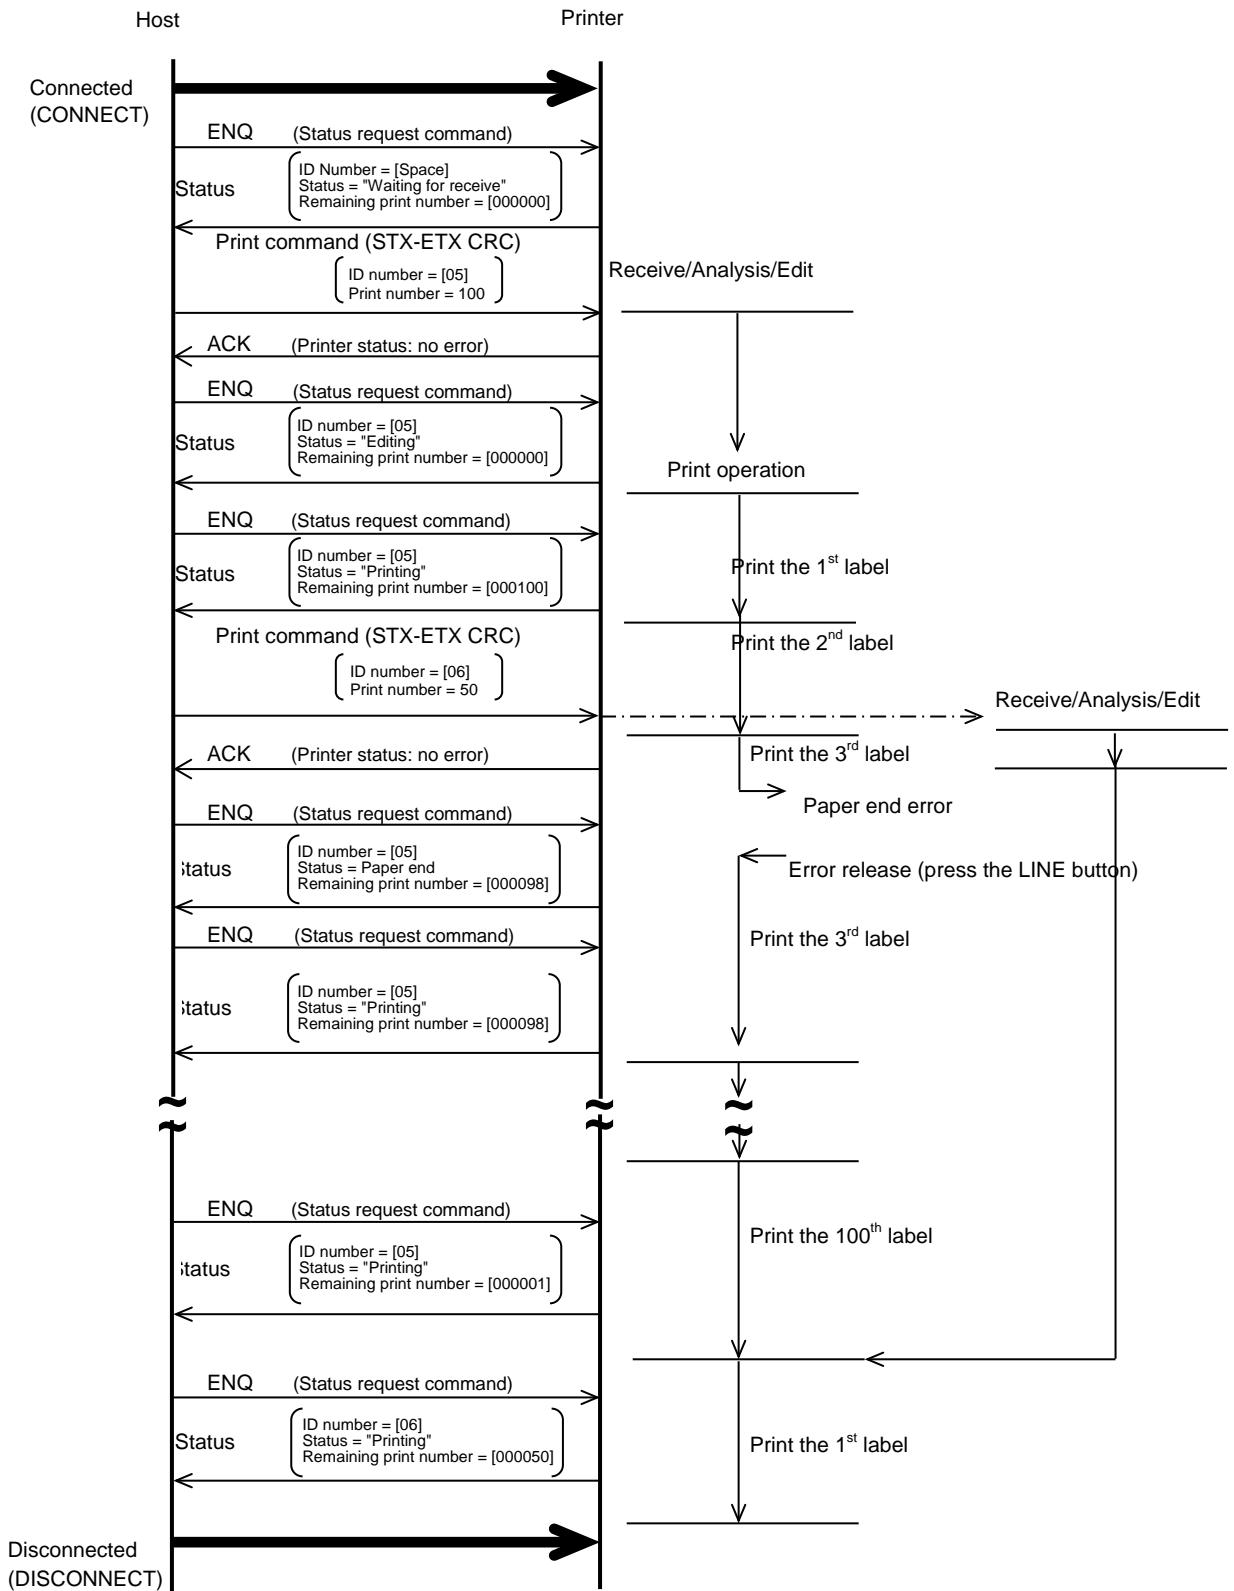 Host
Printer
Connected
(CONNECT)
ENQ (Status request command)
ID Number = [Space]
Status = "Waiting for receive"
Remaining print number = [000000]
Status
Print command (STX-ETX CRC)
ID number = [05]
Print number = 100
Receive/Analysis/Edit
ACK (Printer status: no error)
ENQ (Status request command)
ID number = [05]
Status = "Editing"
Remaining print number = [000000]
Status
Print operation
ENQ (Status request command)
ID number = [05]
Status = "Printing"
Remaining print number = [000100]
Status
Print the 1st label
Print command (STX-ETX CRC)
Print the 2nd label
ID number = [06]
Print number = 50
Receive/Analysis/Edit
ACK (Printer status: no error)
Print the 3rd label
Paper end error
ENQ (Status request command)
ID number = [05]
Status = Paper end
Remaining print number = [000098]
Status
Error release (press the LINE button)
ENQ (Status request command)
Print the 3rd label
ID number = [05]
Status = "Printing"
Remaining print number = [000098]
Status
ENQ (Status request command)
Print the 100th label
ID number = [05]
Status = "Printing"
Remaining print number = [000001]
Status
ENQ (Status request command)
ID number = [06]
Status = "Printing"
Remaining print number = [000050]
Status
Print the 1st label
Disconnected
(DISCONNECT)